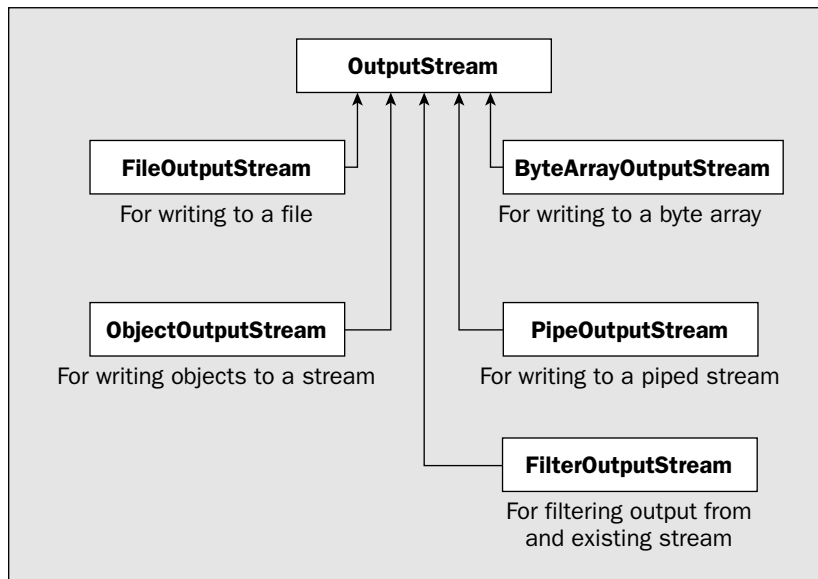 OutputStream
FileOutputStream
For writing to a file
ByteArrayOutputStream
For writing to a byte array
ObjectOutputStream
For writing objects to a stream
PipeOutputStream
For writing to a piped stream
FilterOutputStream
For filtering output from
and existing stream